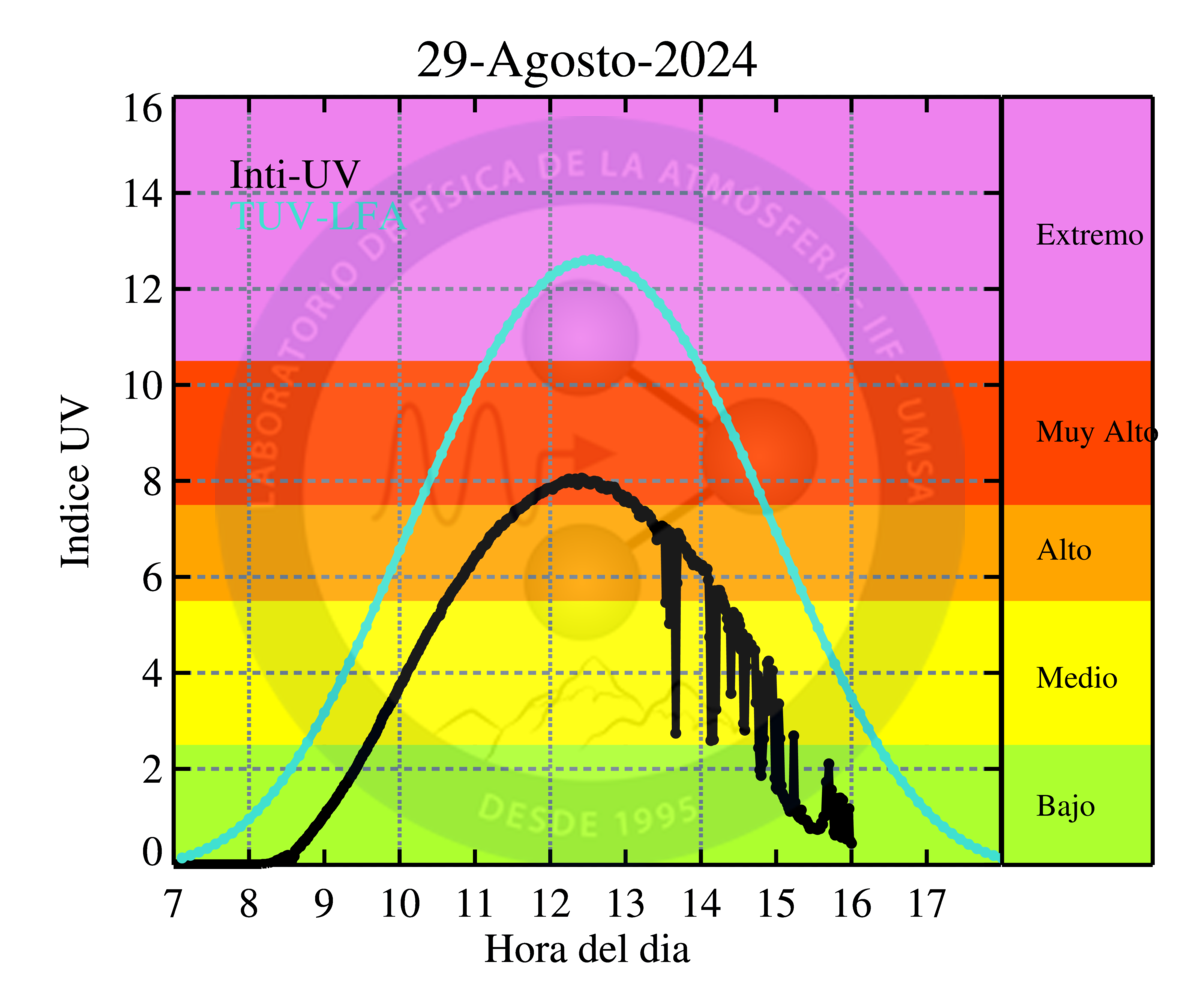 29-Agosto-2024
Indice UV
16
14
12
10
8
6
4
2
0
Inti-UV
TUV-LFA
LABORATORIO DE FÍSICA DE LA ATMÓSFERA - IIF - UMSA
DESDE 1995
Extremo
Muy Alto
Alto
Medio
Bajo
7 8 9 10 11 12 13 14 15 16 17
Hora del dia